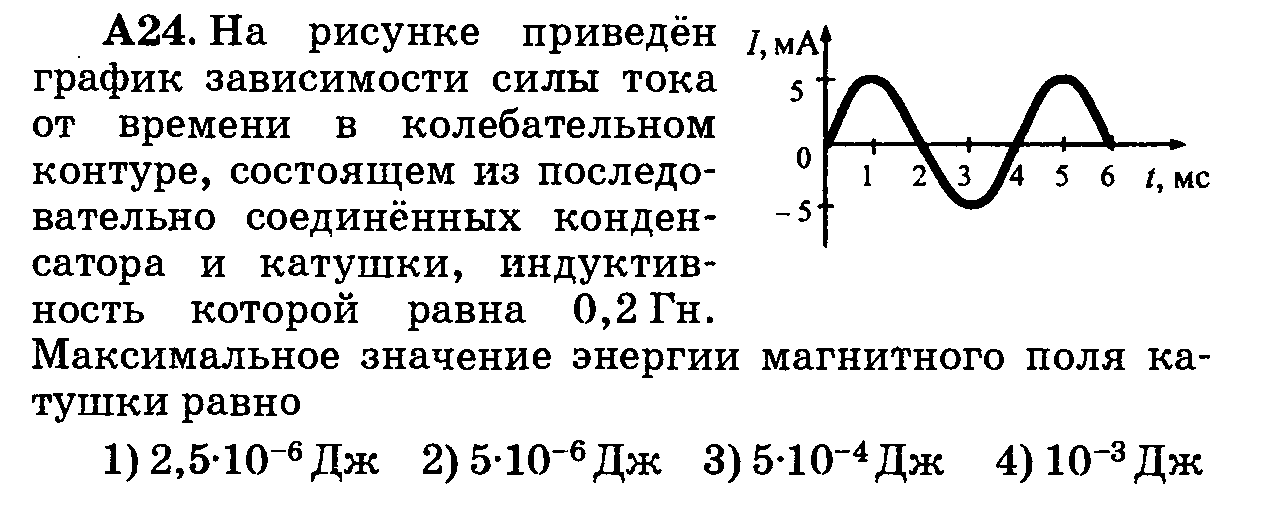 А24. На рисунке приведён
график зависимости силы тока
от времени в колебательном
контуре, состоящем из последо-
вательно соединённых конден-
сатора и катушки, индуктив-
ность которой равна 0,2 Гн.
Максимальное значение энергии магнитного поля ка-
тушки равно
1) 2,5·10⁻⁶ Дж 2) 5·10⁻⁶ Дж 3) 5·10⁻⁴ Дж 4) 10⁻³ Дж
I, мА
5
0
1 2 3 4 5 6 t, мс
-5